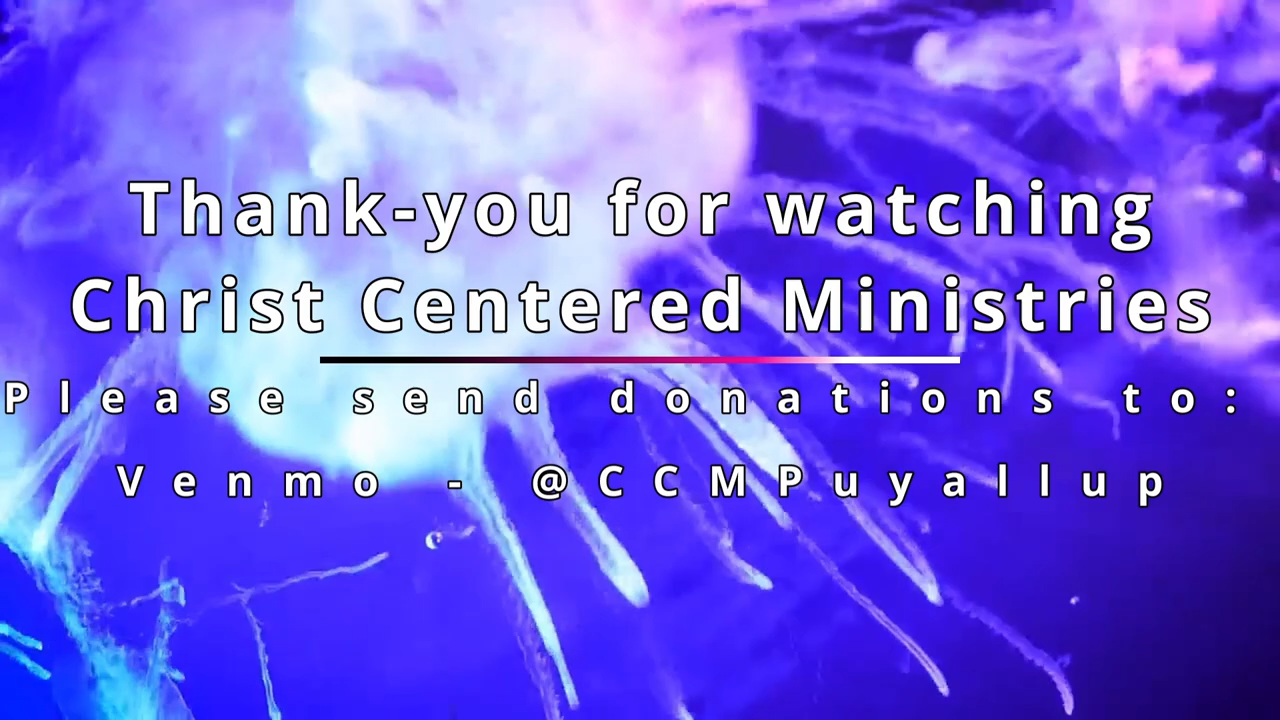 Thank-you for watching
Christ Centered Ministries
Please send donations to:
Venmo - @CCMPuyallup